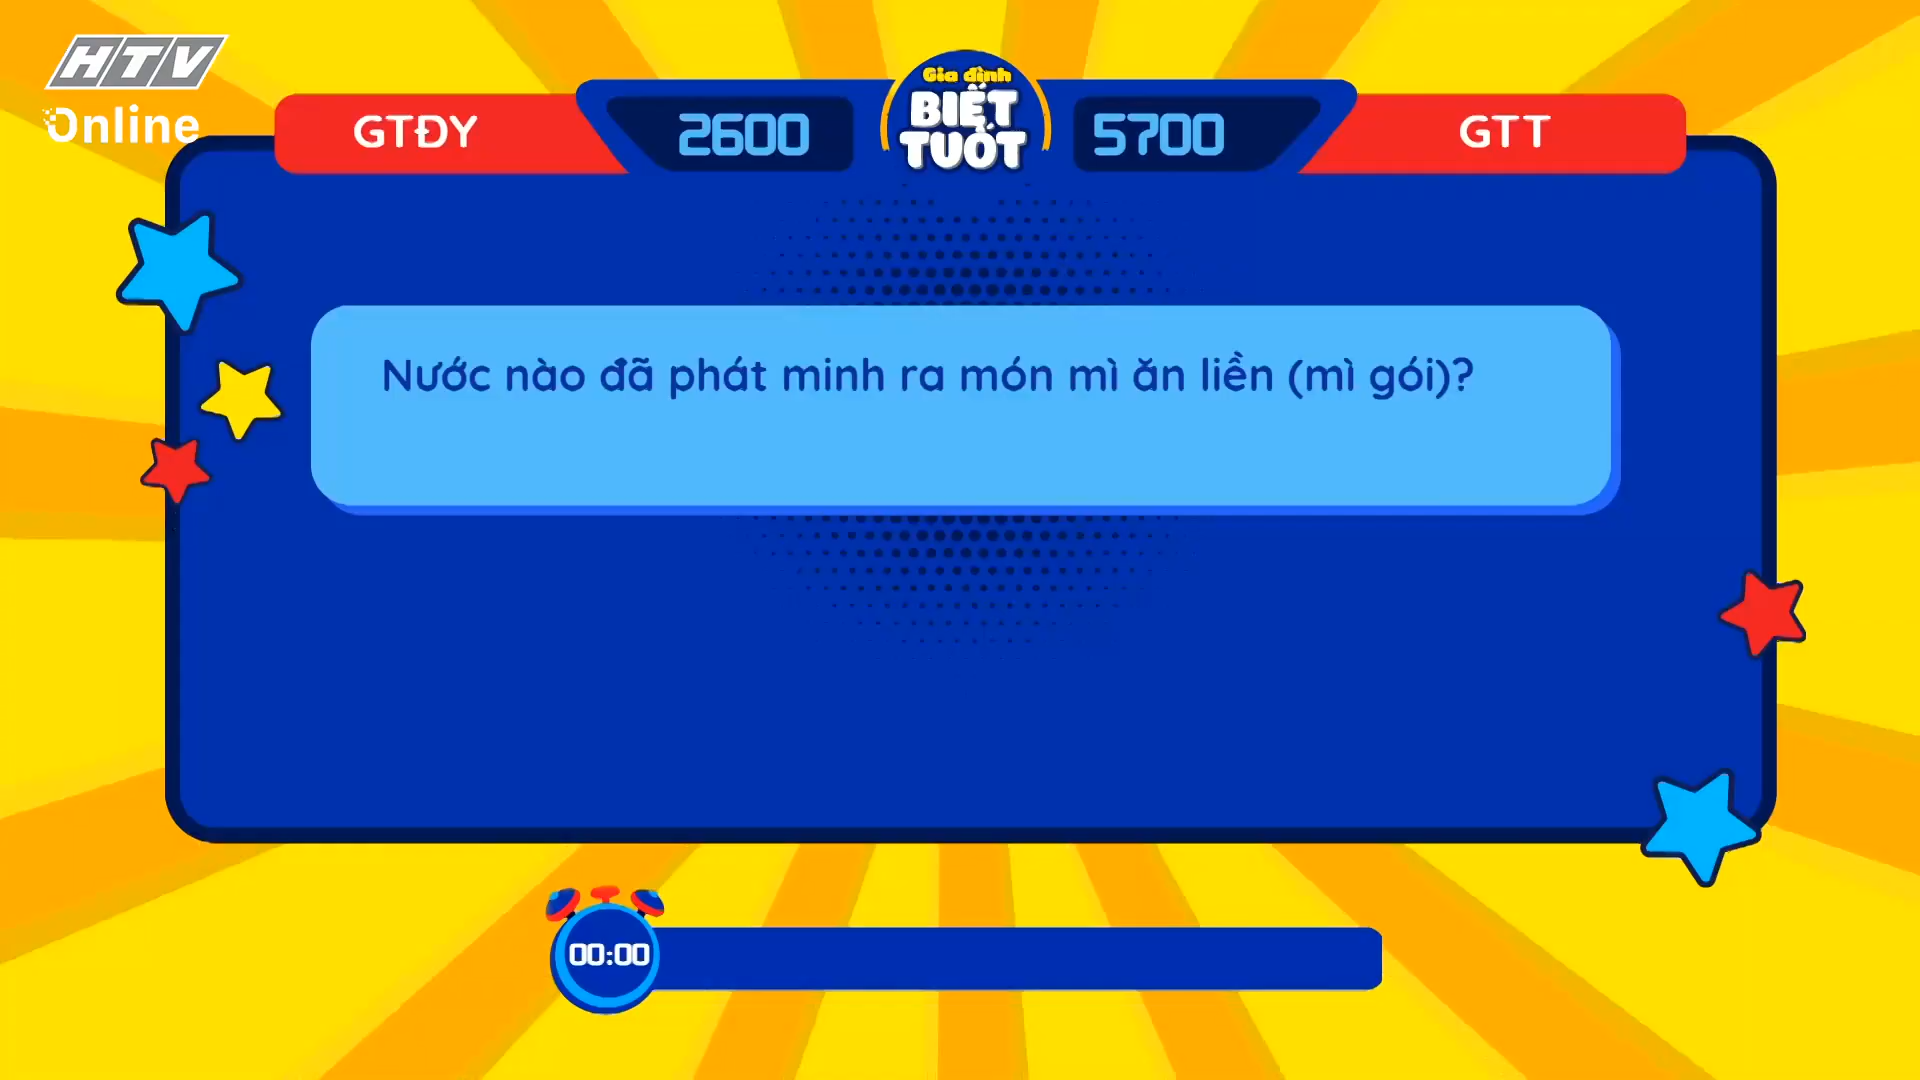 HTV
Online
GTĐY
2600
Gia đình
BIẾT
TUỐT
5700
GTT
Nước nào đã phát minh ra món mì ăn liền (mì gói)?
00:00